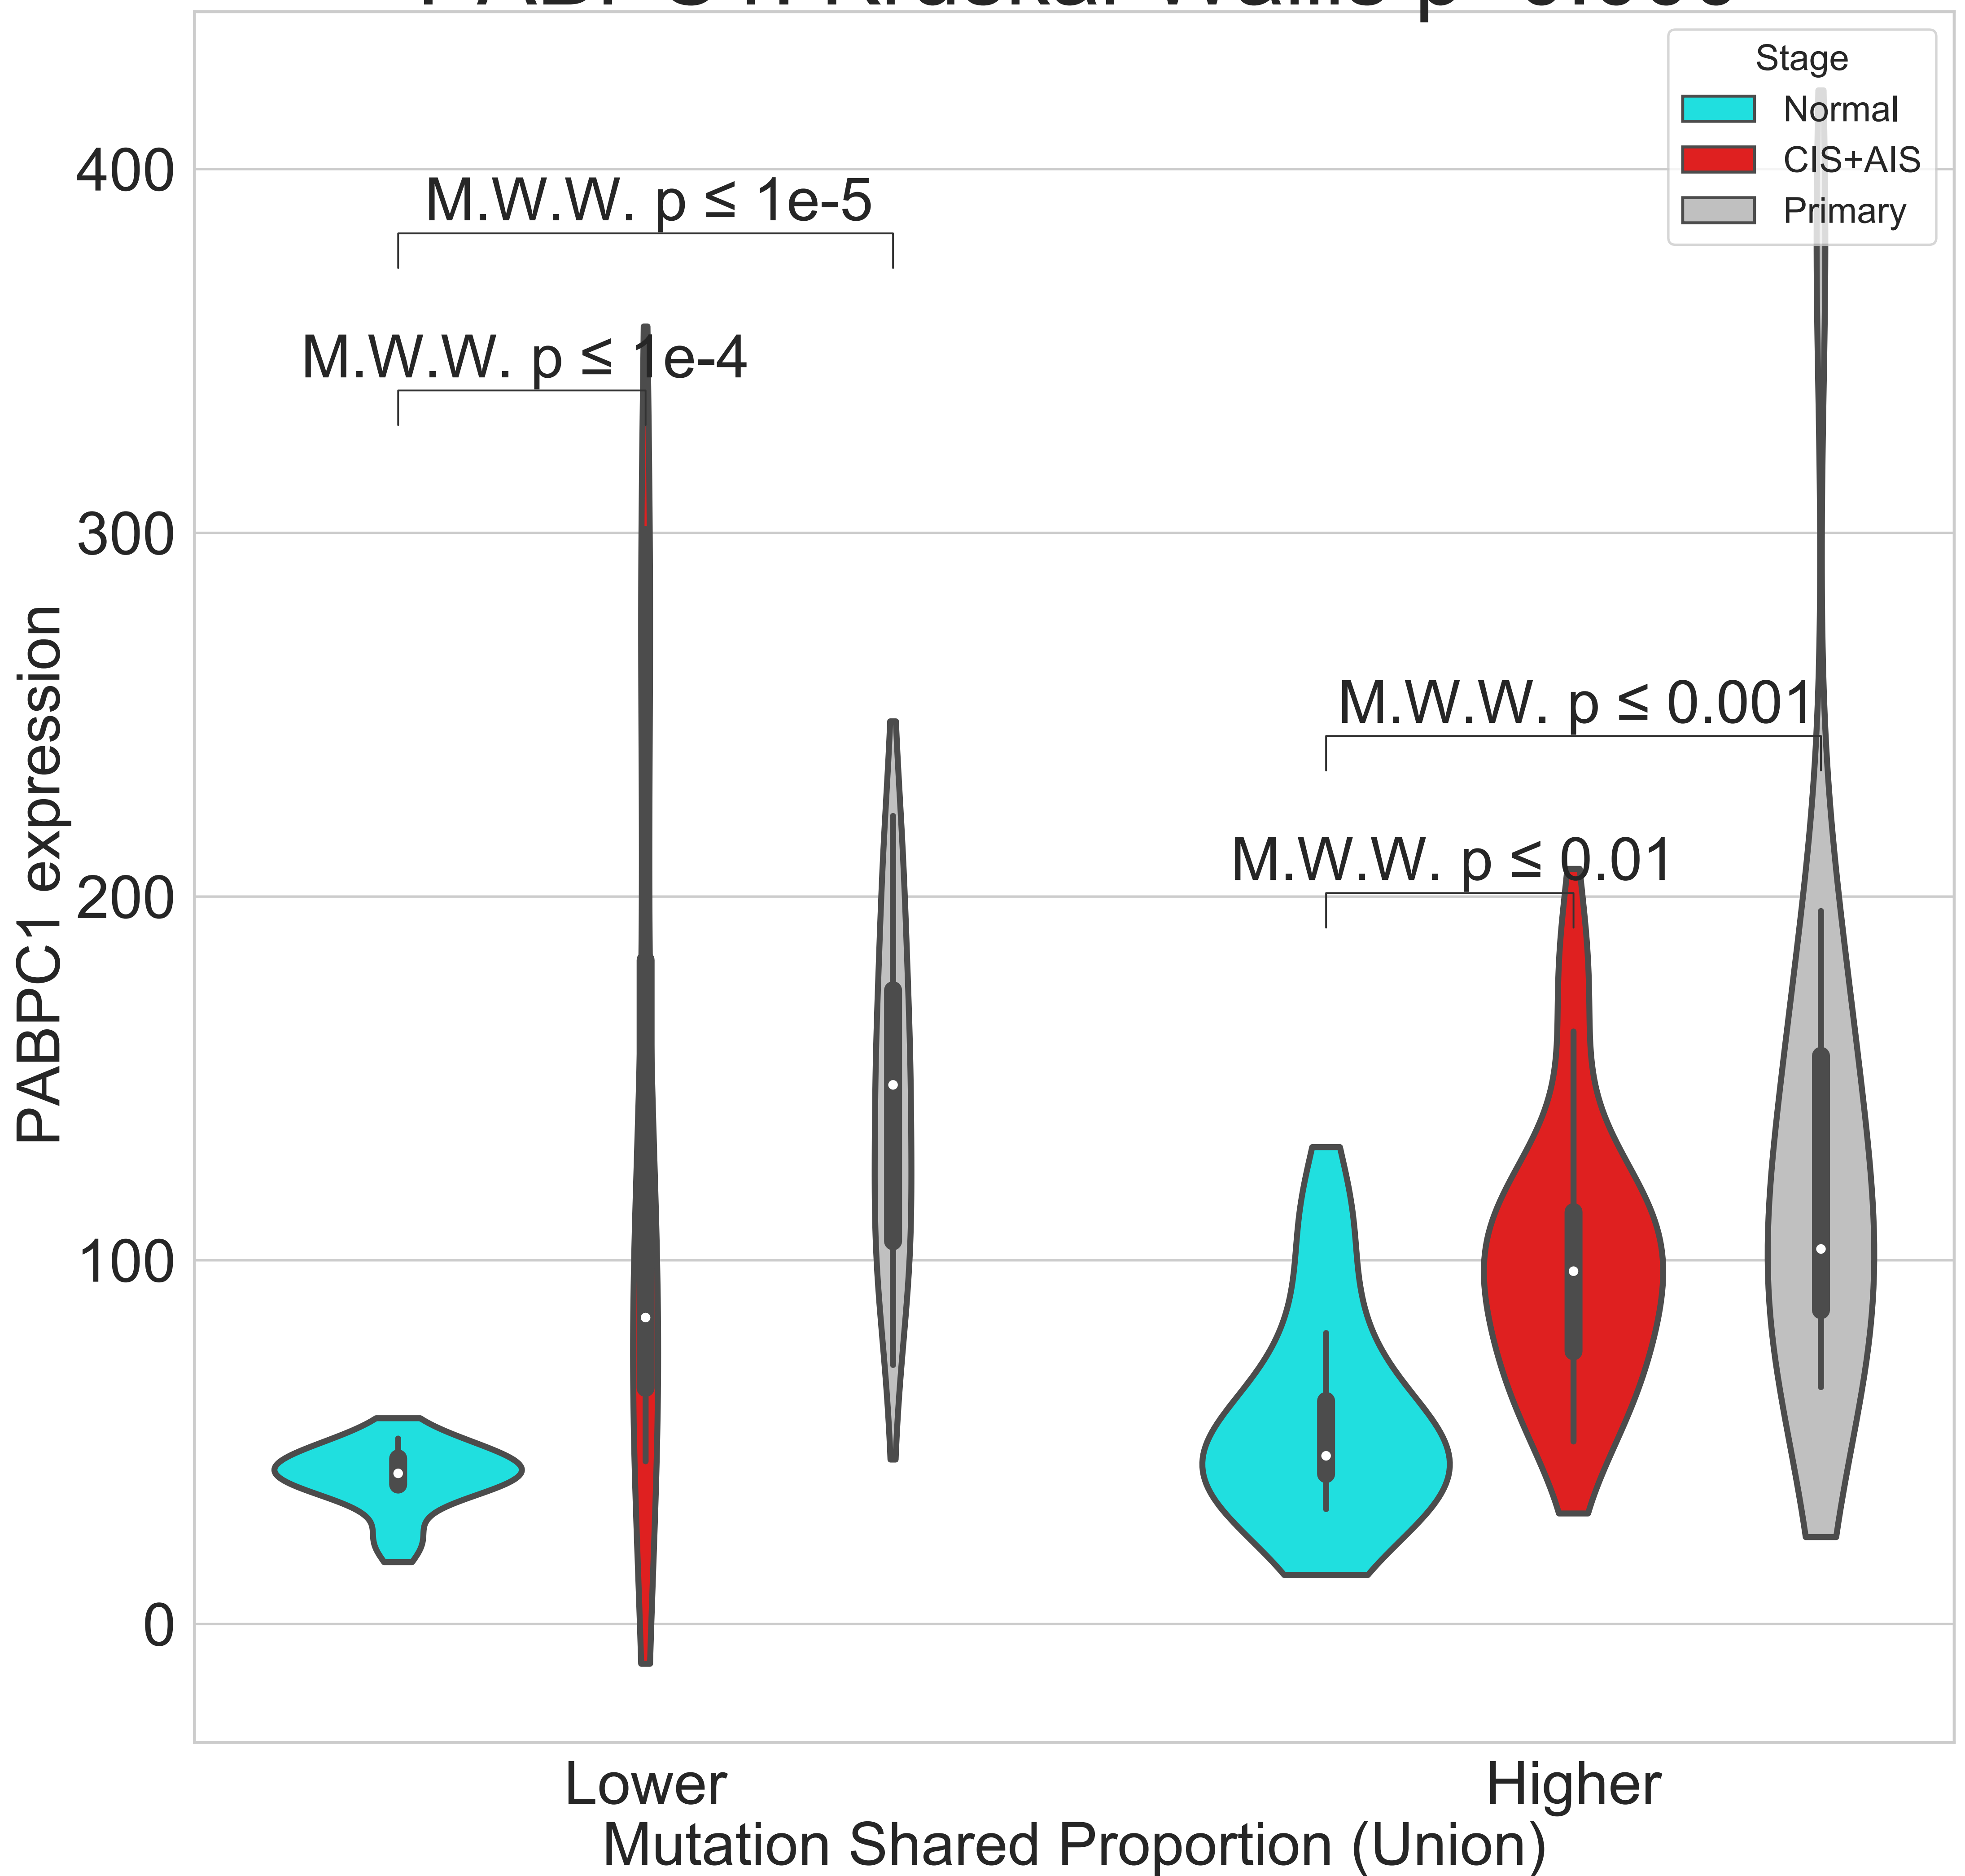 Stage
Normal
CIS+AIS
Primary
400
300
200
100
0
PABPC1 expression
M.W.W. p ≤ 1e-5
M.W.W. p ≤ 1e-4
M.W.W. p ≤ 0.001
M.W.W. p ≤ 0.01
Lower
Higher
Mutation Shared Proportion (Union)